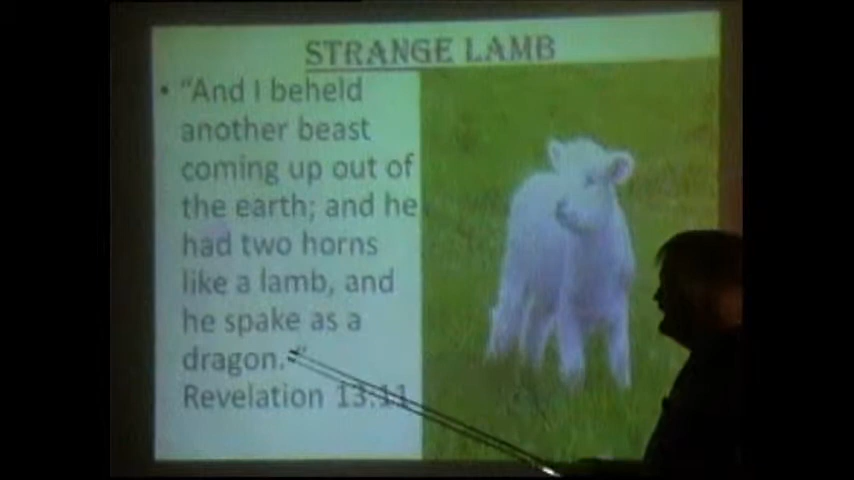 STRANGE LAMB
• "And I beheld
another beast
coming up out of
the earth; and he
had two horns
like a lamb, and
he spake as a
dragon."
Revelation 13:11